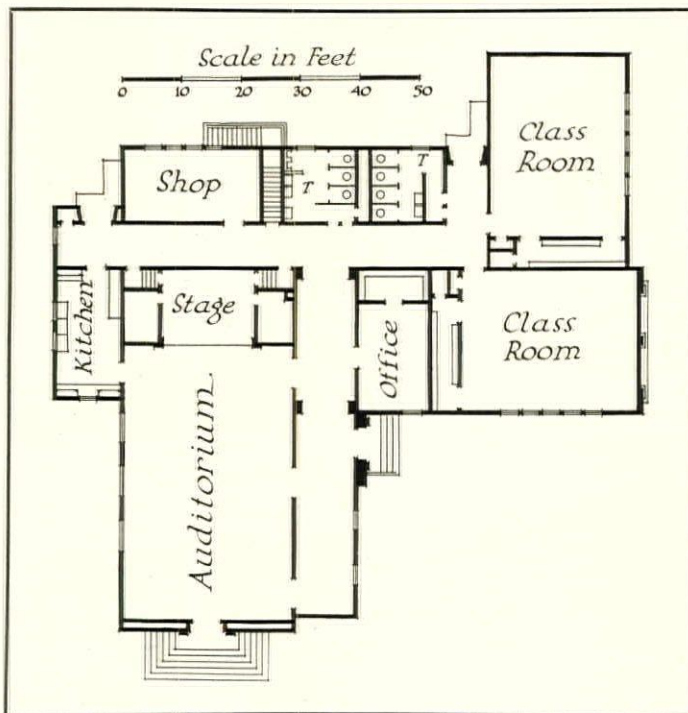 Scale in Feet
0 10 20 30 40 50
Class
Room
Shop
T
T
Stage
Kitchen
Office
Class
Room
Auditorium